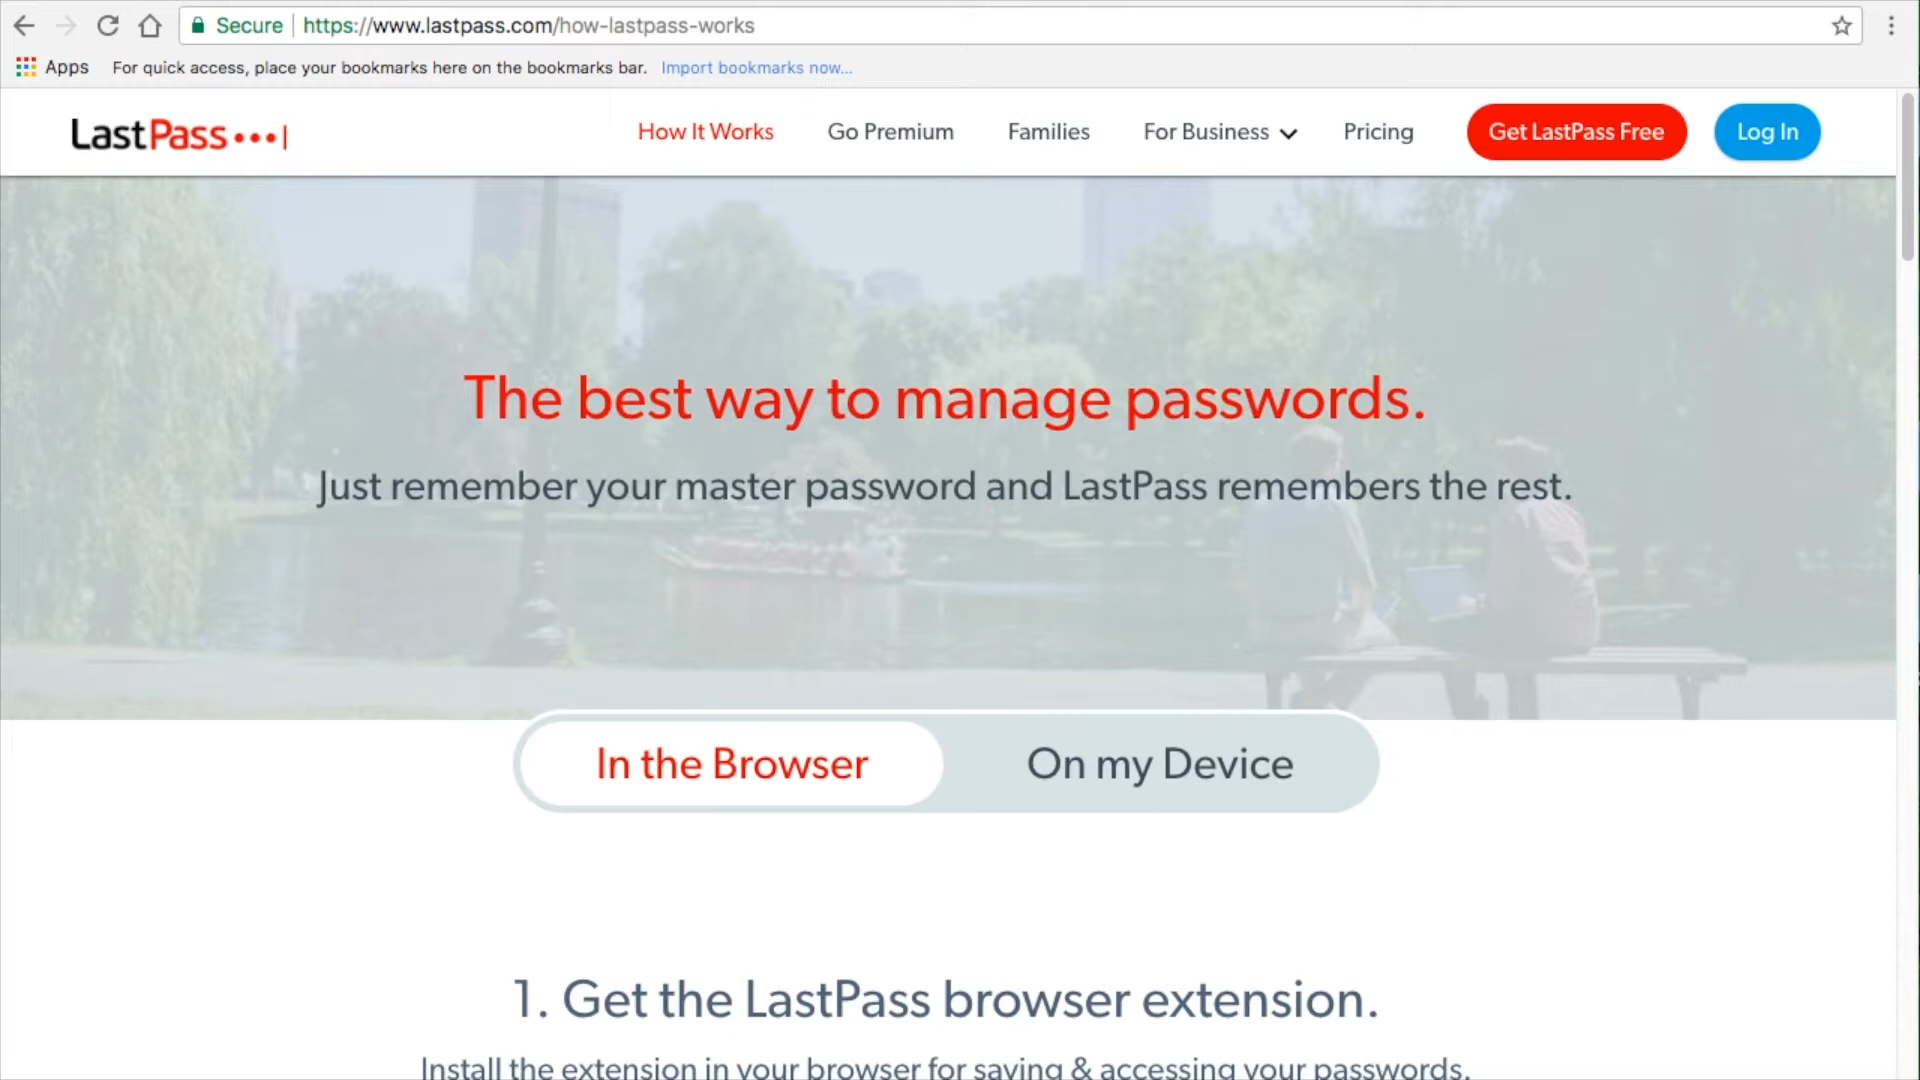 Secure https://www.lastpass.com/how-lastpass-works
Apps For quick access, place your bookmarks here on the bookmarks bar. Import bookmarks now...
LastPass How It Works Go Premium Families For Business Pricing Get LastPass Free Log In
The best way to manage passwords.
Just remember your master password and LastPass remembers the rest.
In the Browser On my Device
1. Get the LastPass browser extension.
Install the extension in your browser for saving & accessing your passwords.